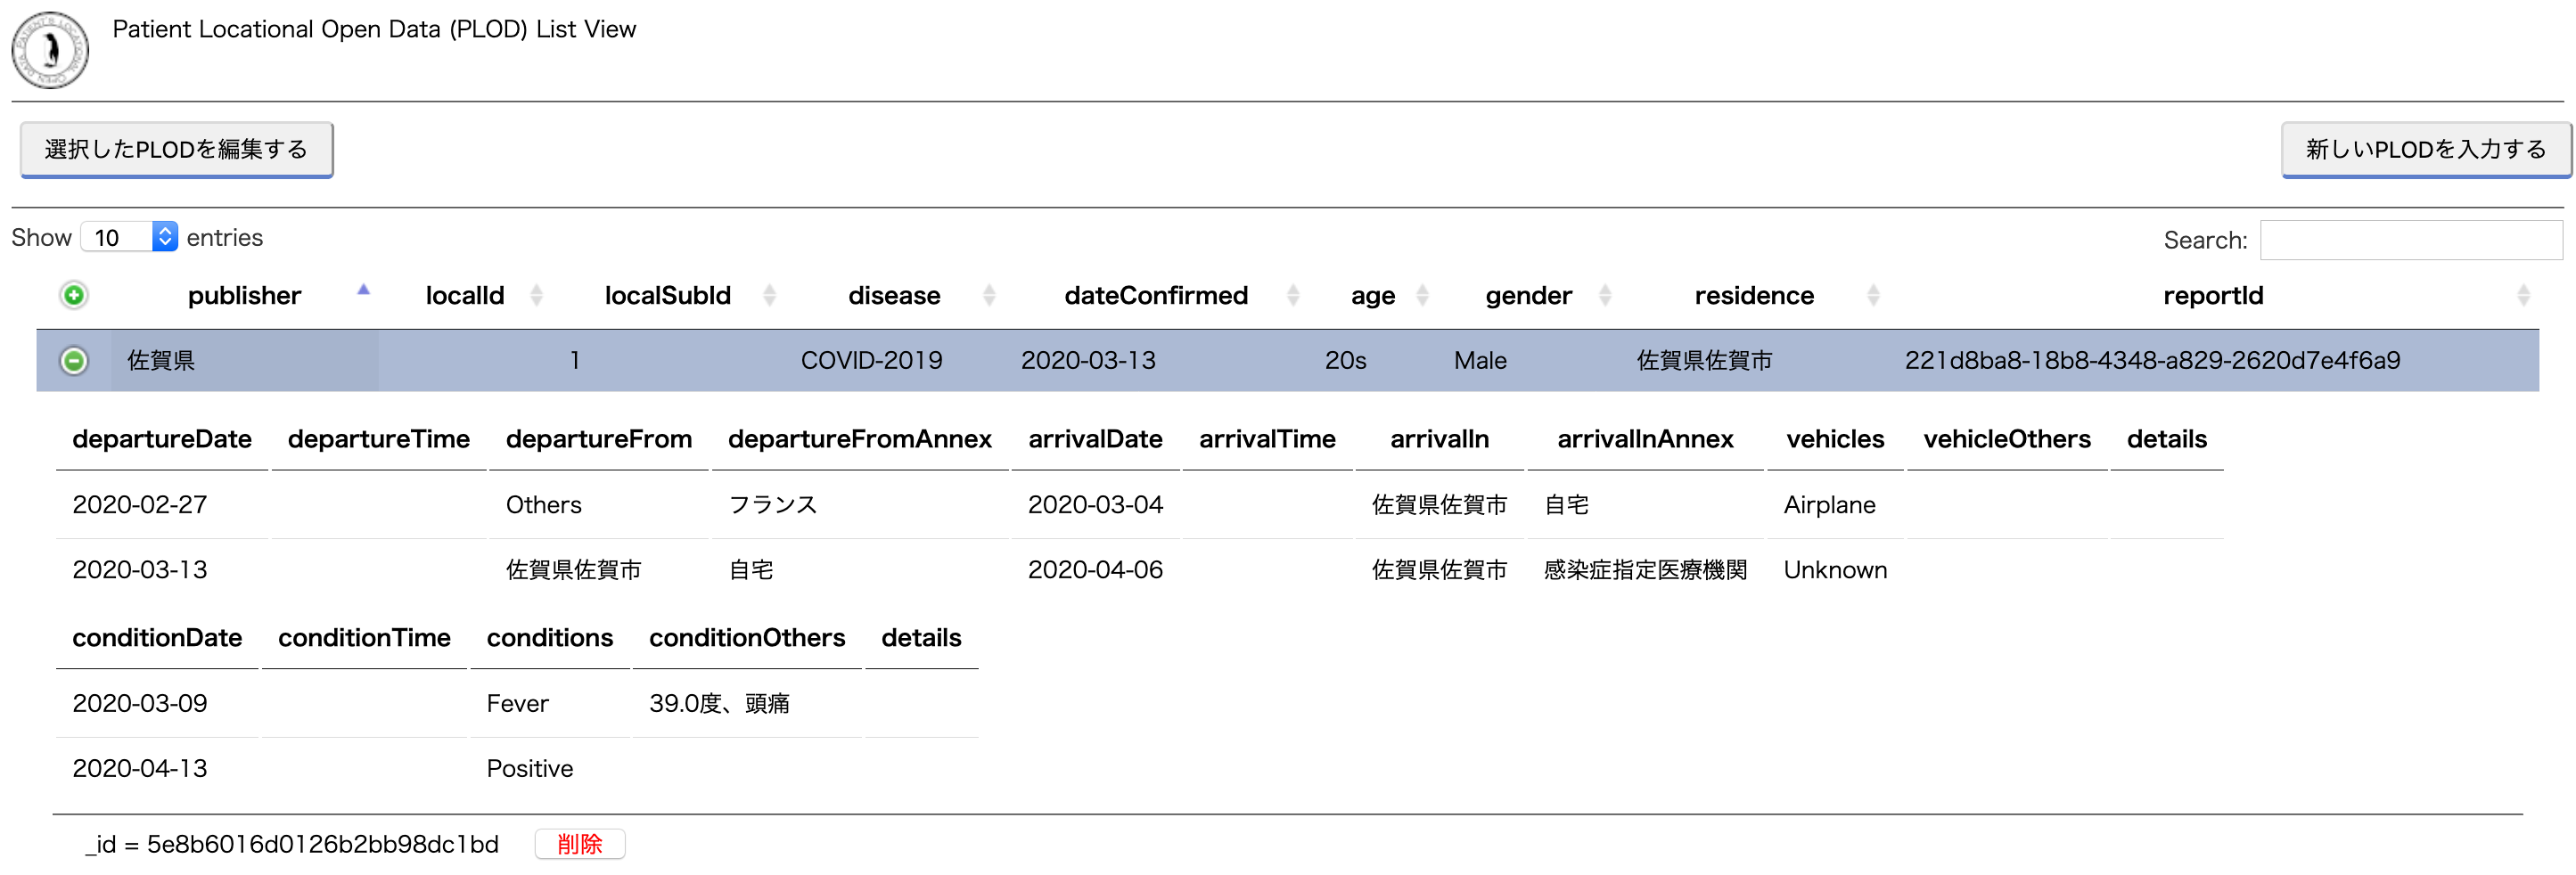 PATIENT'S LOCATIONAL OPEN DATA
Patient Locational Open Data (PLOD) List View
選択したPLODを編集する 新しいPLODを入力する
Show 10 entries Search:
publisher localId localSubId disease dateConfirmed age gender residence reportId
佐賀県 1 COVID-2019 2020-03-13 20s Male 佐賀県佐賀市 221d8ba8-18b8-4348-a829-2620d7e4f6a9
departureDate departureTime departureFrom departureFromAnnex arrivalDate arrivalTime arrivalIn arrivalInAnnex vehicles vehicleOthers details
2020-02-27 Others フランス 2020-03-04 佐賀県佐賀市 自宅 Airplane
2020-03-13 佐賀県佐賀市 自宅 2020-04-06 佐賀県佐賀市 感染症指定医療機関 Unknown
conditionDate conditionTime conditions conditionOthers details
2020-03-09 Fever 39.0度、頭痛
2020-04-13 Positive
_id = 5e8b6016d0126b2bb98dc1bd 削除